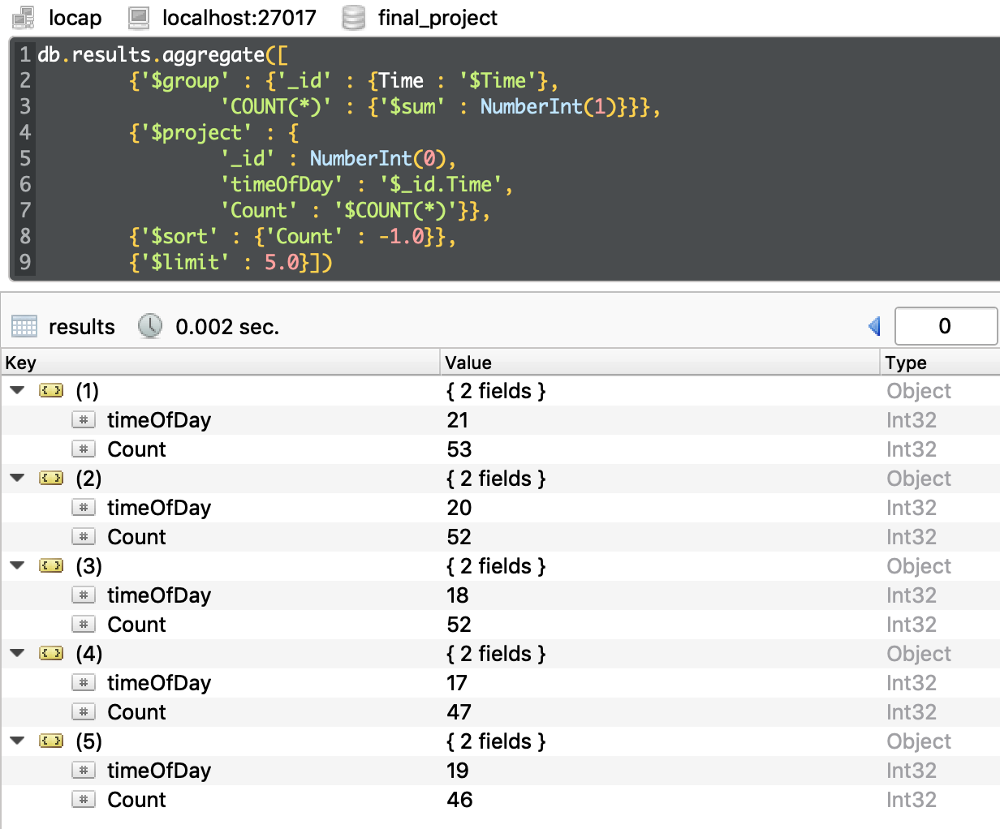 locap localhost:27017 final_project
1 db.results.aggregate([
2 {'$group' : {'_id' : {Time : '$Time'},
3 'COUNT(*)' : {'$sum' : NumberInt(1)}}},
4 {'$project' : {
5 '_id' : NumberInt(0),
6 'timeOfDay' : '$_id.Time',
7 'Count' : '$COUNT(*)'}},
8 {'$sort' : {'Count' : -1.0}},
9 {'$limit' : 5.0}])
results 0.002 sec. 0
Key Value Type
(1) { 2 fields } Object
timeOfDay 21 Int32
Count 53 Int32
(2) { 2 fields } Object
timeOfDay 20 Int32
Count 52 Int32
(3) { 2 fields } Object
timeOfDay 18 Int32
Count 52 Int32
(4) { 2 fields } Object
timeOfDay 17 Int32
Count 47 Int32
(5) { 2 fields } Object
timeOfDay 19 Int32
Count 46 Int32